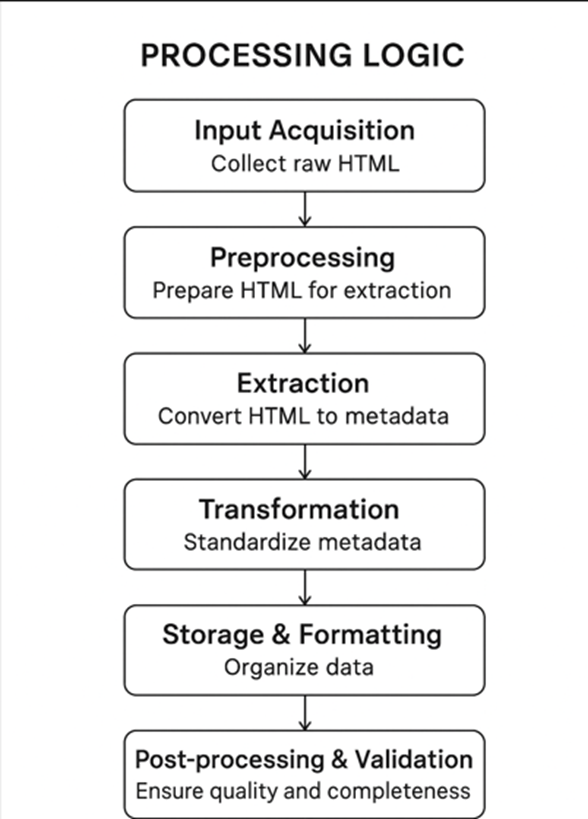 PROCESSING LOGIC
Input Acquisition
Collect raw HTML
Preprocessing
Prepare HTML for extraction
Extraction
Convert HTML to metadata
Transformation
Standardize metadata
Storage & Formatting
Organize data
Post-processing & Validation
Ensure quality and completeness